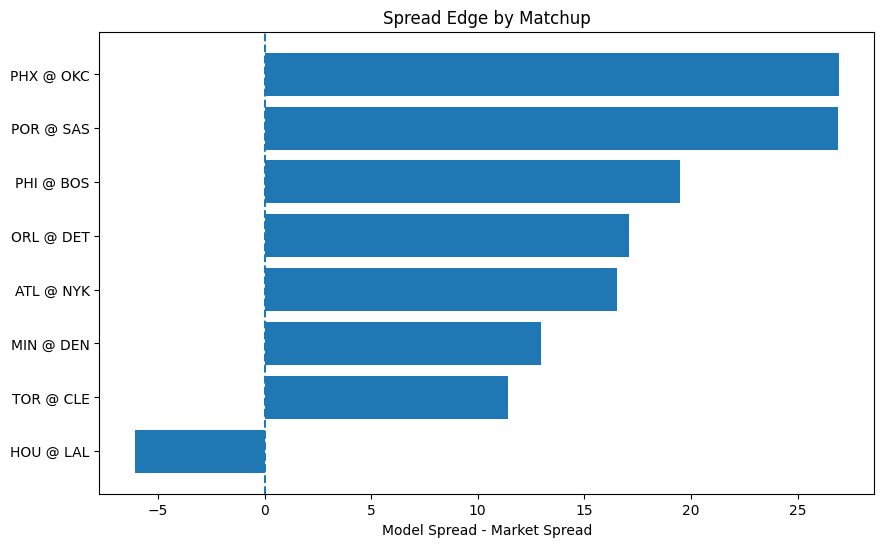 Spread Edge by Matchup
PHX @ OKC
POR @ SAS
PHI @ BOS
ORL @ DET
ATL @ NYK
MIN @ DEN
TOR @ CLE
HOU @ LAL
−5 0 5 10 15 20 25
Model Spread - Market Spread